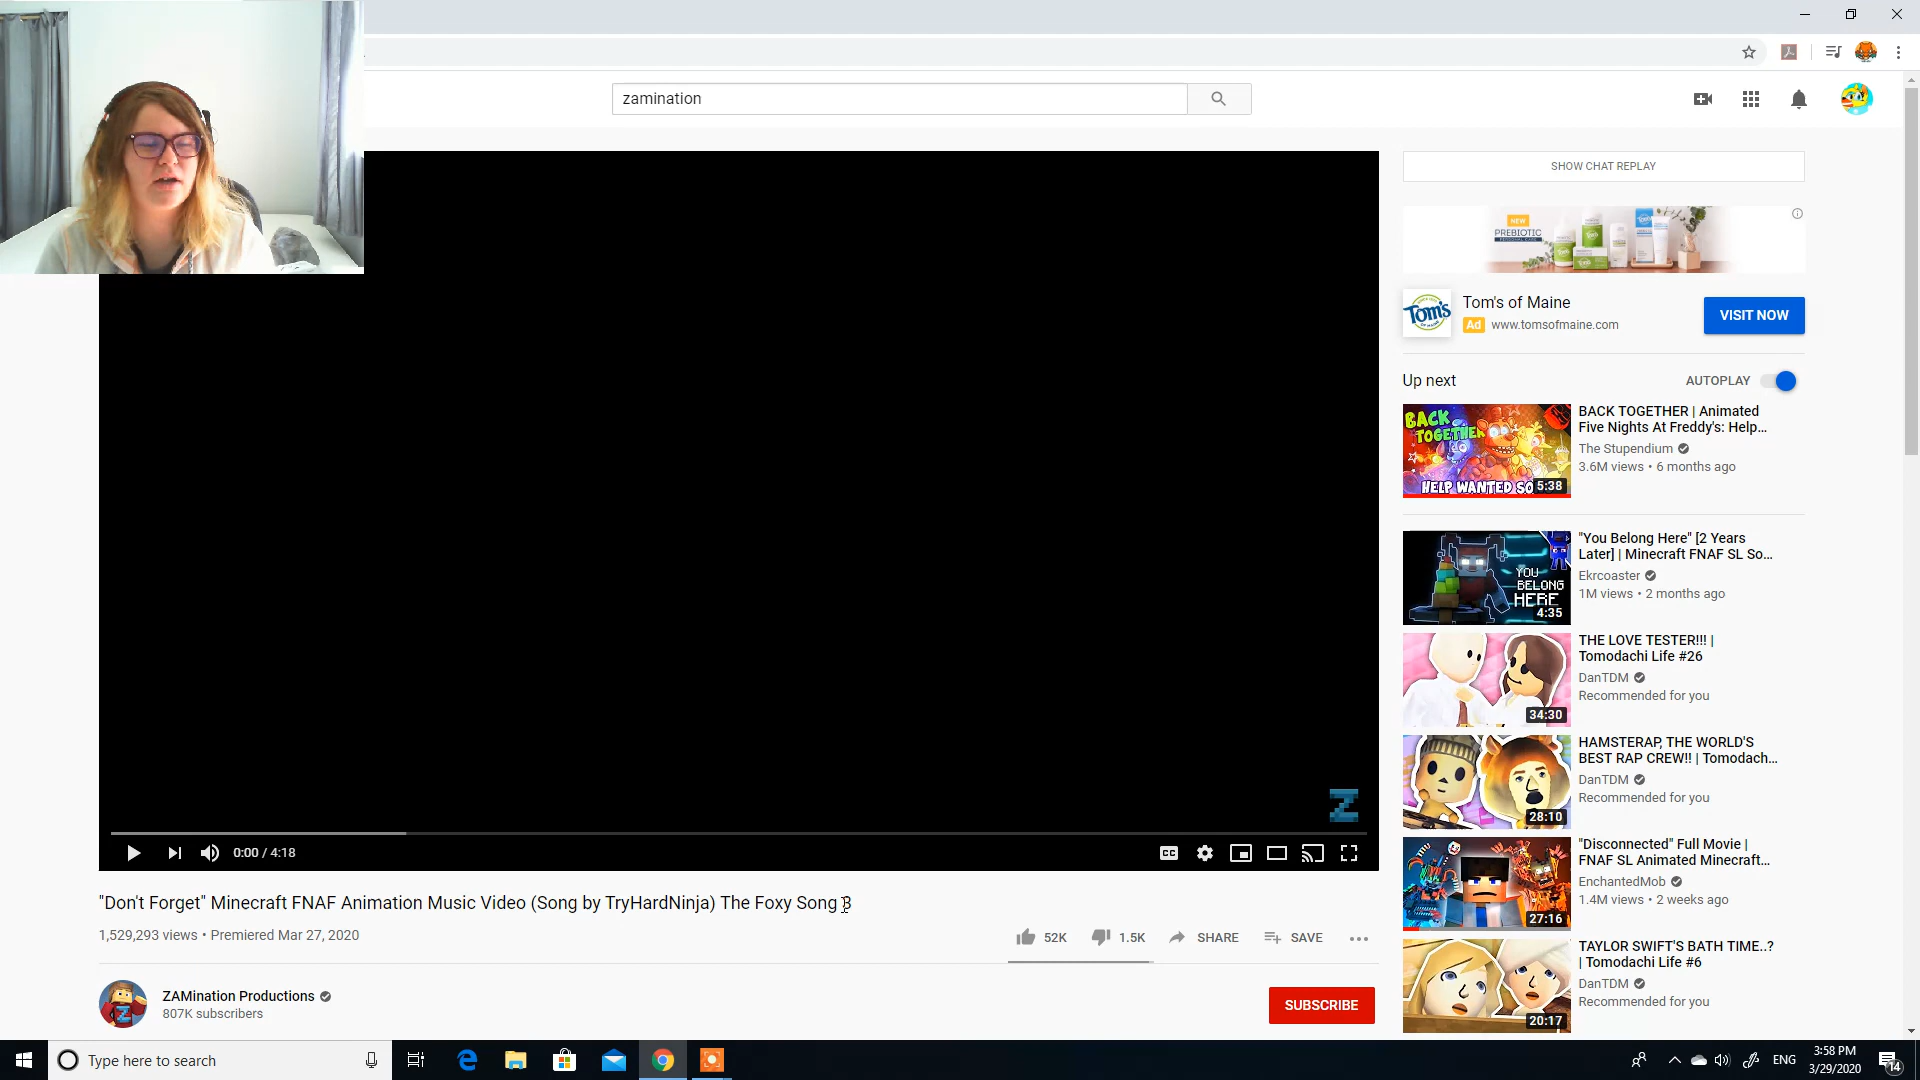 zamination
SHOW CHAT REPLAY
NEW
PREBIOTIC
PERSONAL CARE
Tom's
OF MAINE
Tom's of Maine
Ad www.tomsofmaine.com
VISIT NOW
Up next
AUTOPLAY
BACK
TOGETHER
HELP WANTED SO
5:38
BACK TOGETHER | Animated
Five Nights At Freddy's: Help...
The Stupendium
3.6M views • 6 months ago
YOU
BELONG
HERE
4:35
"You Belong Here" [2 Years
Later] | Minecraft FNAF SL So...
Ekrcoaster
1M views • 2 months ago
34:30
THE LOVE TESTER!!! |
Tomodachi Life #26
DanTDM
Recommended for you
28:10
HAMSTERAP, THE WORLD'S
BEST RAP CREW!! | Tomodach...
DanTDM
Recommended for you
27:16
"Disconnected" Full Movie |
FNAF SL Animated Minecraft...
EnchantedMob
1.4M views • 2 weeks ago
20:17
TAYLOR SWIFT'S BATH TIME..?
| Tomodachi Life #6
DanTDM
Recommended for you
Z
0:00 / 4:18
CC
"Don't Forget" Minecraft FNAF Animation Music Video (Song by TryHardNinja) The Foxy Song 3
1,529,293 views • Premiered Mar 27, 2020
52K
1.5K
SHARE
SAVE
Z
ZAMination Productions
807K subscribers
SUBSCRIBE
Type here to search
ENG
3:58 PM
3/29/2020
14